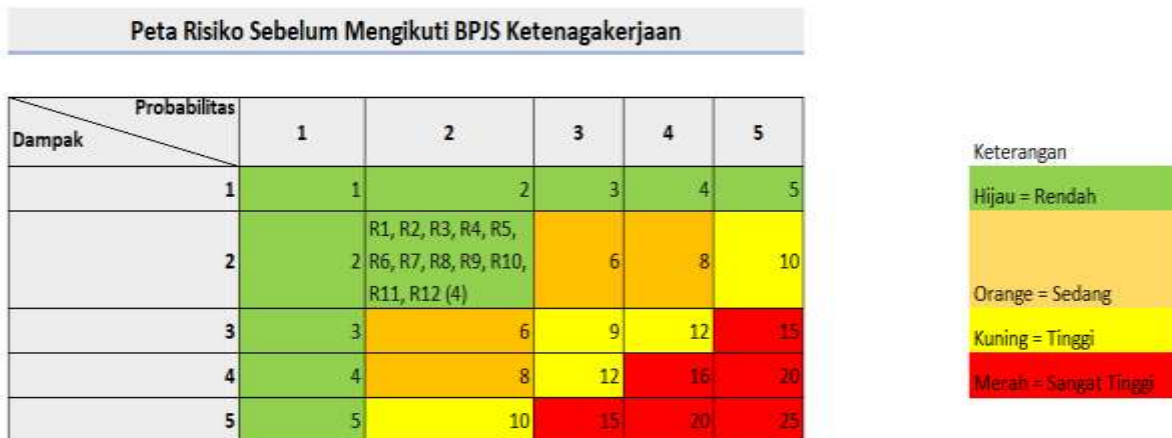 Peta Risiko Sebelum Mengikuti BPJS Ketenagakerjaan
Probabilitas
Dampak
1 2 3 4 5
1 1 2 3 4 5
2 2 R1, R2, R3, R4, R5,
R6, R7, R8, R9, R10,
R11, R12 (4) 6 8 10
3 3 6 9 12 15
4 4 8 12 16 20
5 5 10 15 20 25
Keterangan
Hijau = Rendah
Orange = Sedang
Kuning = Tinggi
Merah = Sangat Tinggi